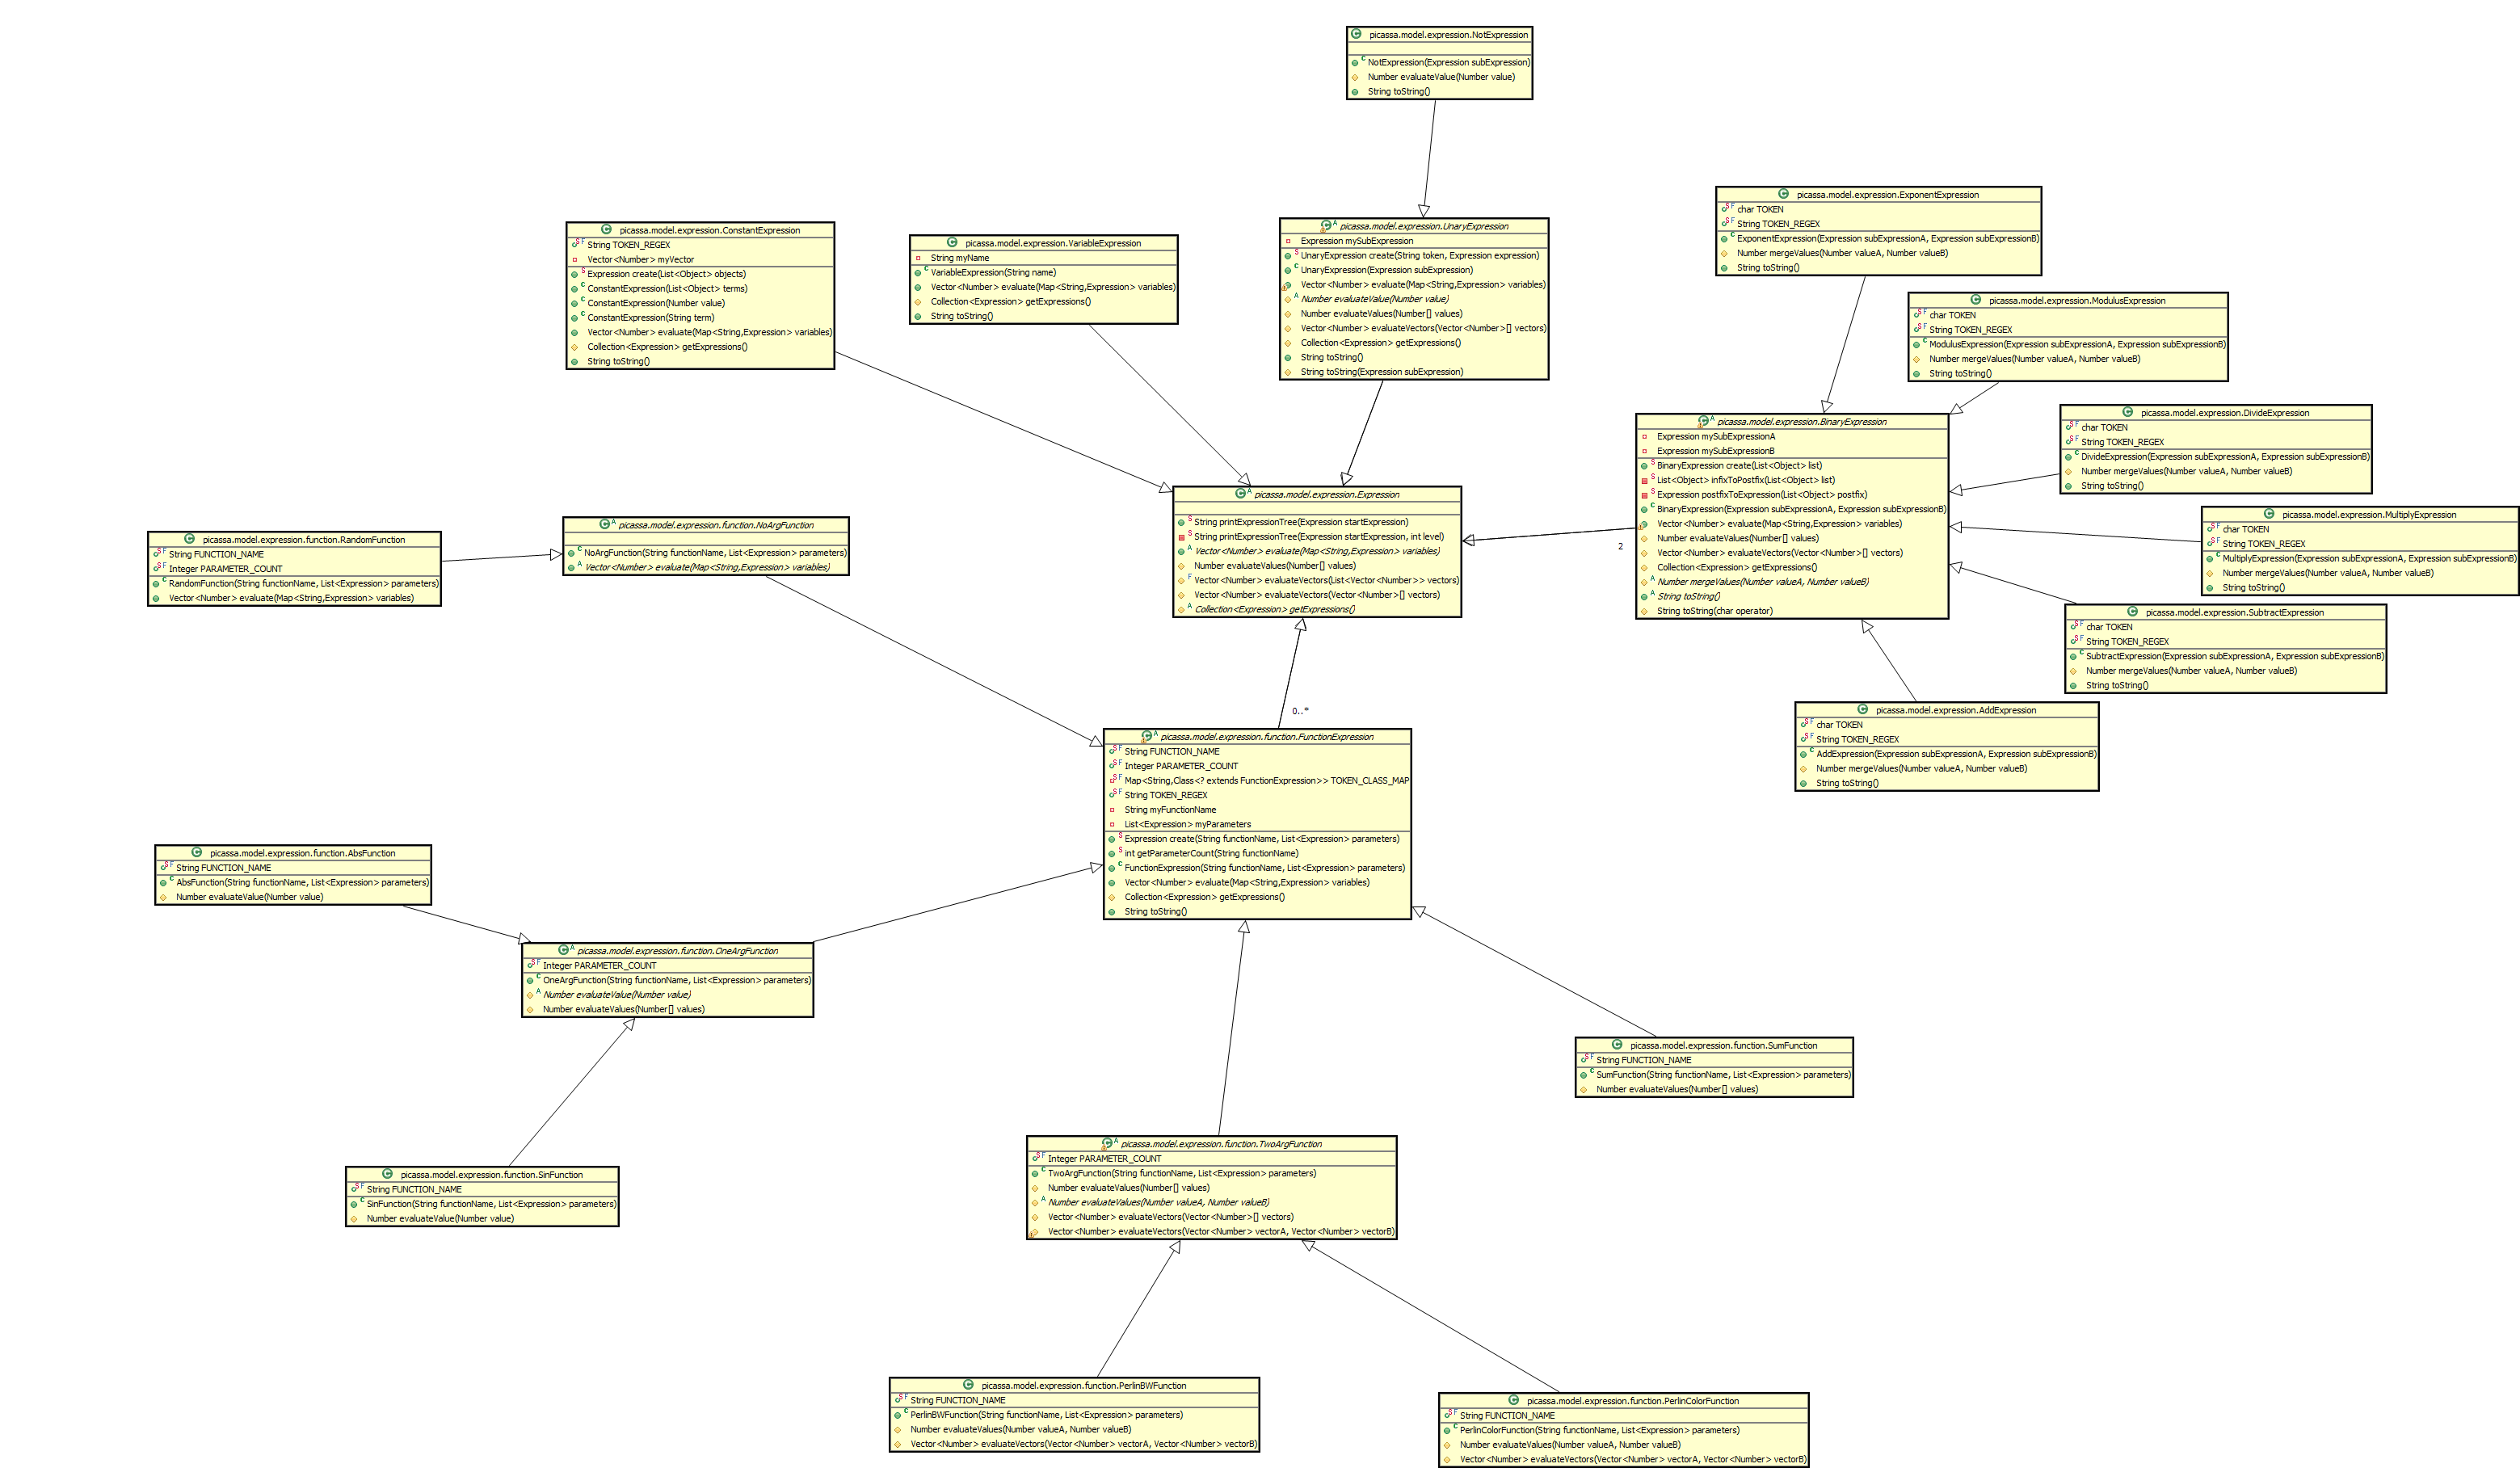 picassa.model.expression.NotExpression
NotExpression(Expression subExpression)
Number evaluateValue(Number value)
String toString()
picassa.model.expression.ExponentExpression
char TOKEN
String TOKEN_REGEX
ExponentExpression(Expression subExpressionA, Expression subExpressionB)
Number mergeValues(Number valueA, Number valueB)
String toString()
picassa.model.expression.ConstantExpression
String TOKEN_REGEX
Vector<Number> myVector
Expression create(List<Object> objects)
ConstantExpression(List<Object> terms)
ConstantExpression(Number value)
ConstantExpression(String term)
Vector<Number> evaluate(Map<String,Expression> variables)
Collection<Expression> getExpressions()
String toString()
picassa.model.expression.VariableExpression
String myName
VariableExpression(String name)
Vector<Number> evaluate(Map<String,Expression> variables)
Collection<Expression> getExpressions()
String toString()
picassa.model.expression.UnaryExpression
Expression mySubExpression
UnaryExpression create(String token, Expression expression)
UnaryExpression(Expression subExpression)
Vector<Number> evaluate(Map<String,Expression> variables)
Number evaluateValue(Number value)
Number evaluateValues(Number[] values)
Vector<Number> evaluateVectors(Vector<Number>[] vectors)
Collection<Expression> getExpressions()
String toString()
String toString(Expression subExpression)
picassa.model.expression.ModulusExpression
char TOKEN
String TOKEN_REGEX
ModulusExpression(Expression subExpressionA, Expression subExpressionB)
Number mergeValues(Number valueA, Number valueB)
String toString()
picassa.model.expression.DivideExpression
char TOKEN
String TOKEN_REGEX
DivideExpression(Expression subExpressionA, Expression subExpressionB)
Number mergeValues(Number valueA, Number valueB)
String toString()
picassa.model.expression.BinaryExpression
Expression mySubExpressionA
Expression mySubExpressionB
BinaryExpression create(List<Object> list)
List<Object> infixToPostfix(List<Object> list)
Expression postfixToExpression(List<Object> postfix)
BinaryExpression(Expression subExpressionA, Expression subExpressionB)
Vector<Number> evaluate(Map<String,Expression> variables)
Number evaluateValues(Number[] values)
Vector<Number> evaluateVectors(Vector<Number>[] vectors)
Collection<Expression> getExpressions()
Number mergeValues(Number valueA, Number valueB)
String toString()
String toString(char operator)
2
picassa.model.expression.Expression
String printExpressionTree(Expression startExpression)
String printExpressionTree(Expression startExpression, int level)
Vector<Number> evaluate(Map<String,Expression> variables)
Number evaluateValues(Number[] values)
Vector<Number> evaluateVectors(List<Vector<Number>> vectors)
Vector<Number> evaluateVectors(Vector<Number>[] vectors)
Collection<Expression> getExpressions()
picassa.model.expression.MultiplyExpression
char TOKEN
String TOKEN_REGEX
MultiplyExpression(Expression subExpressionA, Expression subExpressionB)
Number mergeValues(Number valueA, Number valueB)
String toString()
picassa.model.expression.function.NoArgFunction
NoArgFunction(String functionName, List<Expression> parameters)
Vector<Number> evaluate(Map<String,Expression> variables)
picassa.model.expression.function.RandomFunction
String FUNCTION_NAME
Integer PARAMETER_COUNT
RandomFunction(String functionName, List<Expression> parameters)
Vector<Number> evaluate(Map<String,Expression> variables)
picassa.model.expression.SubtractExpression
char TOKEN
String TOKEN_REGEX
SubtractExpression(Expression subExpressionA, Expression subExpressionB)
Number mergeValues(Number valueA, Number valueB)
String toString()
picassa.model.expression.AddExpression
char TOKEN
String TOKEN_REGEX
AddExpression(Expression subExpressionA, Expression subExpressionB)
Number mergeValues(Number valueA, Number valueB)
String toString()
0..*
picassa.model.expression.function.FunctionExpression
String FUNCTION_NAME
Integer PARAMETER_COUNT
Map<String,Class<? extends FunctionExpression>> TOKEN_CLASS_MAP
String TOKEN_REGEX
String myFunctionName
List<Expression> myParameters
Expression create(String functionName, List<Expression> parameters)
int getParameterCount(String functionName)
FunctionExpression(String functionName, List<Expression> parameters)
Vector<Number> evaluate(Map<String,Expression> variables)
Collection<Expression> getExpressions()
String toString()
picassa.model.expression.function.AbsFunction
String FUNCTION_NAME
AbsFunction(String functionName, List<Expression> parameters)
Number evaluateValue(Number value)
picassa.model.expression.function.OneArgFunction
Integer PARAMETER_COUNT
OneArgFunction(String functionName, List<Expression> parameters)
Number evaluateValue(Number value)
Number evaluateValues(Number[] values)
picassa.model.expression.function.SumFunction
String FUNCTION_NAME
SumFunction(String functionName, List<Expression> parameters)
Number evaluateValues(Number[] values)
picassa.model.expression.function.TwoArgFunction
Integer PARAMETER_COUNT
TwoArgFunction(String functionName, List<Expression> parameters)
Number evaluateValues(Number[] values)
Number evaluateValues(Number valueA, Number valueB)
Vector<Number> evaluateVectors(Vector<Number>[] vectors)
Vector<Number> evaluateVectors(Vector<Number> vectorA, Vector<Number> vectorB)
picassa.model.expression.function.SinFunction
String FUNCTION_NAME
SinFunction(String functionName, List<Expression> parameters)
Number evaluateValue(Number value)
picassa.model.expression.function.PerlinBWFunction
String FUNCTION_NAME
PerlinBWFunction(String functionName, List<Expression> parameters)
Number evaluateValues(Number valueA, Number valueB)
Vector<Number> evaluateVectors(Vector<Number> vectorA, Vector<Number> vectorB)
picassa.model.expression.function.PerlinColorFunction
String FUNCTION_NAME
PerlinColorFunction(String functionName, List<Expression> parameters)
Number evaluateValues(Number valueA, Number valueB)
Vector<Number> evaluateVectors(Vector<Number> vectorA, Vector<Number> vectorB)